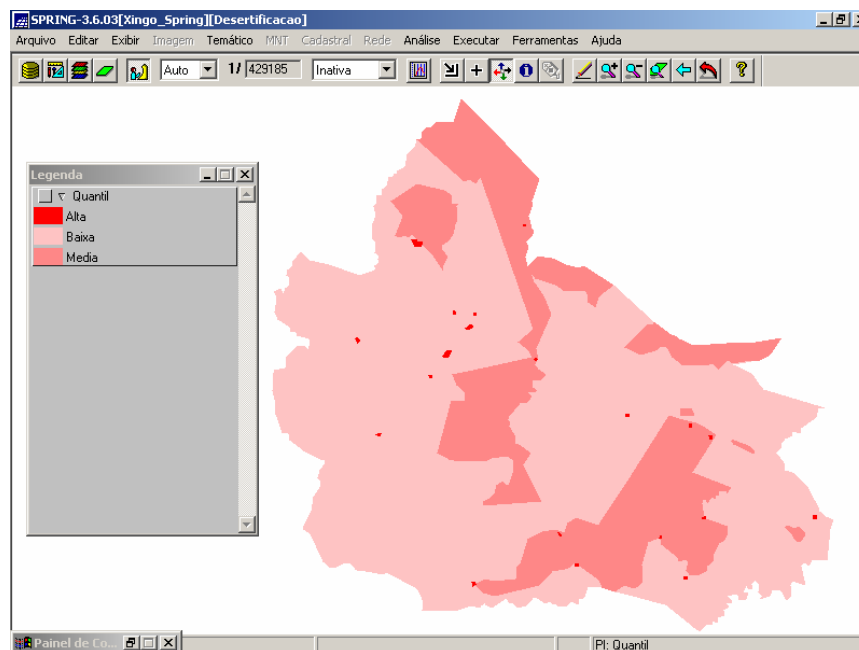 SPRING-3.6.03[Xingo_Spring][Desertificacao]
Arquivo Editar Exibir Imagem Temático MNT Cadastral Rede Análise Executar Ferramentas Ajuda
Auto 1/ 429185 Inativa
Legenda
Quantil
Alta
Baixa
Media
Painel de Co...
PI: Quantil